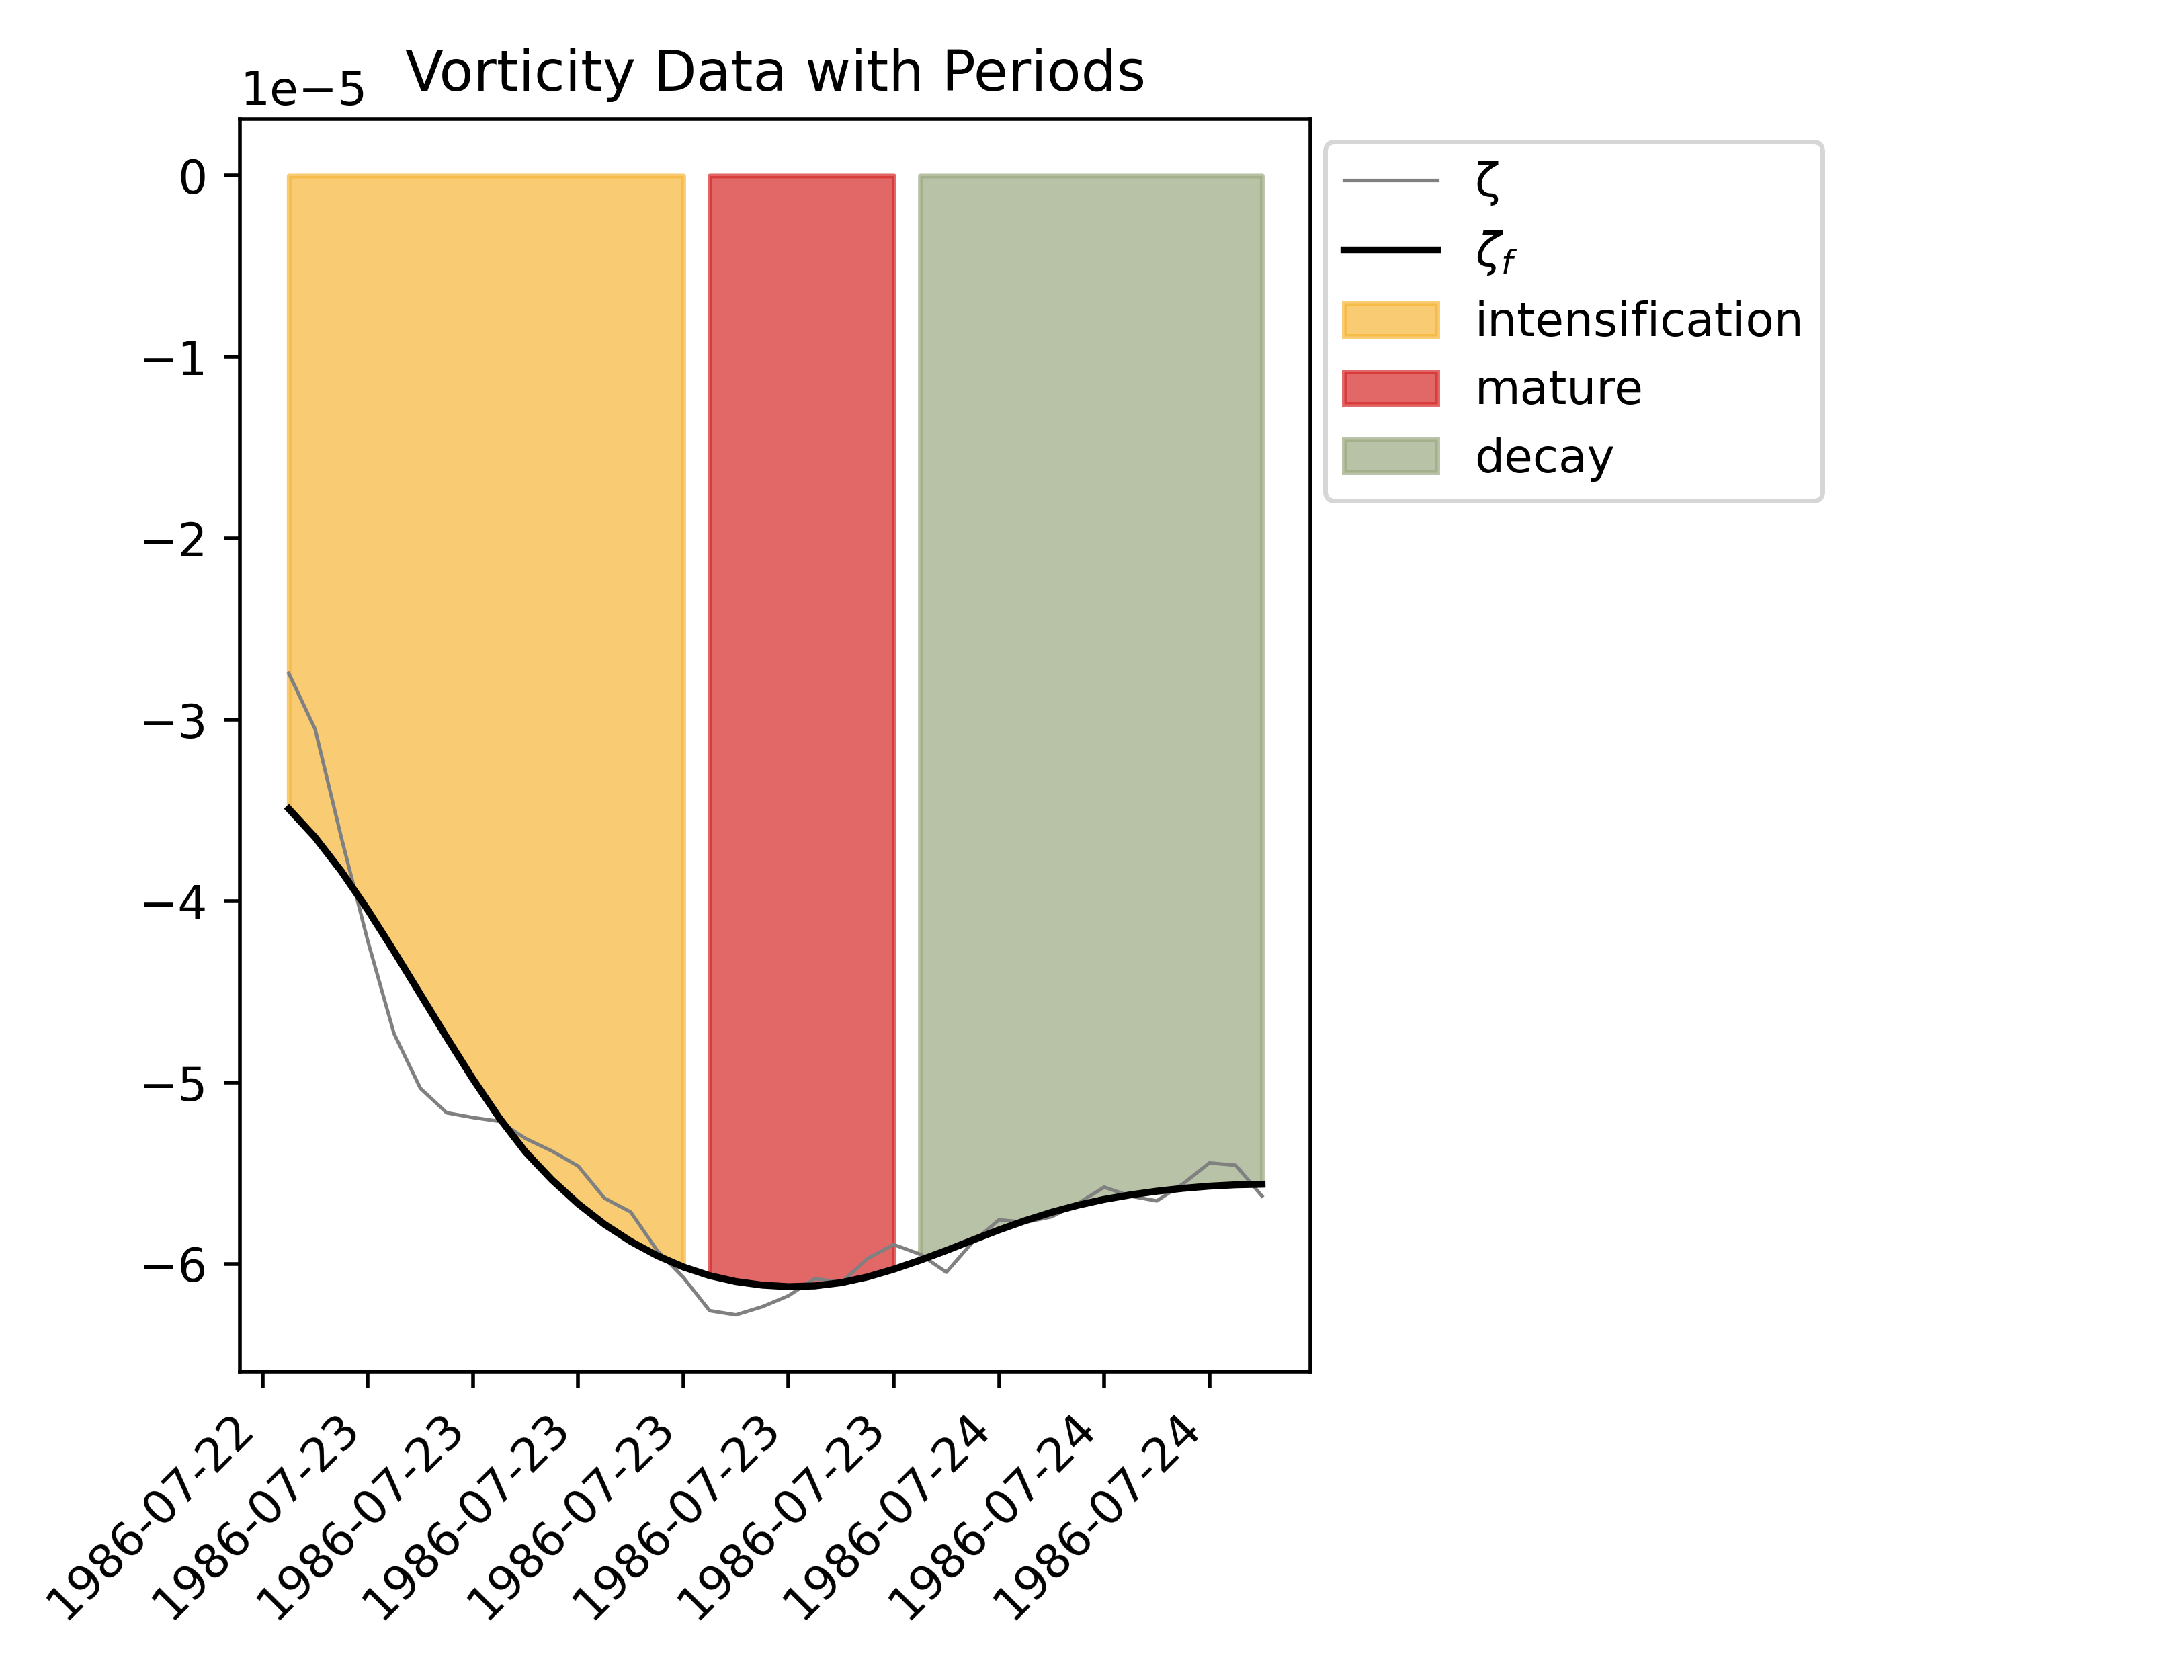 Vorticity Data with Periods
1e−5
0
−1
−2
−3
−4
−5
−6
1986-07-22
1986-07-23
1986-07-23
1986-07-23
1986-07-23
1986-07-23
1986-07-23
1986-07-24
1986-07-24
1986-07-24
ζ
ζf
intensification
mature
decay